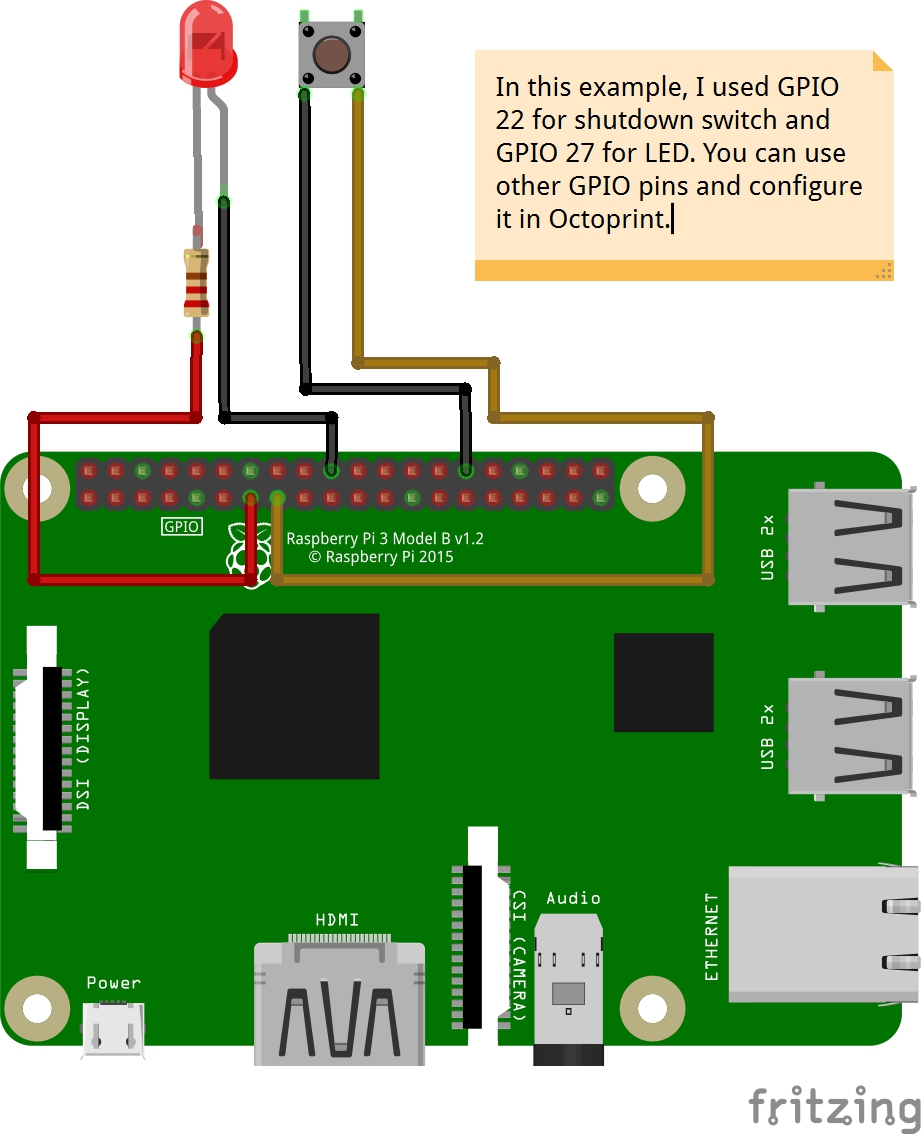 In this example, I used GPIO
22 for shutdown switch and
GPIO 27 for LED. You can use
other GPIO pins and configure
it in Octoprint.
GPIO
Raspberry Pi 3 Model B v1.2
© Raspberry Pi 2015
USB 2x
DSI (DISPLAY)
USB 2x
Audio
ETHERNET
HDMI
CSI (CAMERA)
Power
fritzing